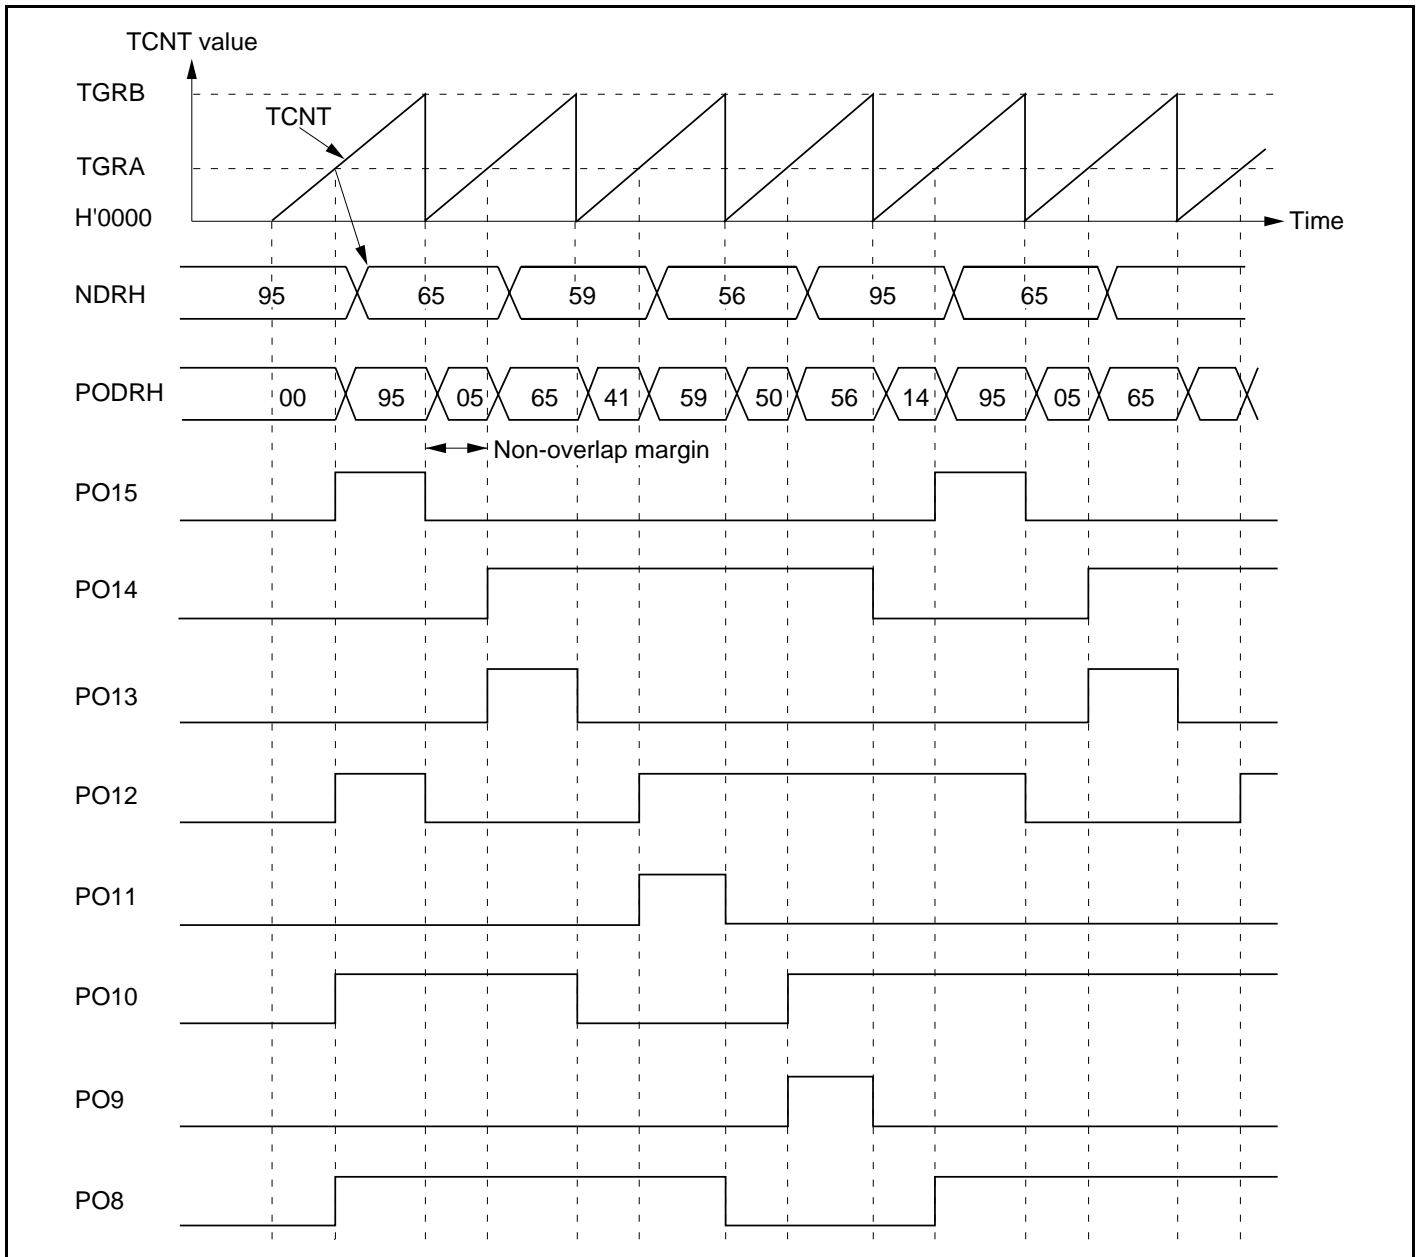 TCNT value
TGRB
TCNT
TGRA
H'0000
Time
NDRH 95 65 59 56 95 65
PODRH 00 95 05 65 41 59 50 56 14 95 05 65
Non-overlap margin
PO15
PO14
PO13
PO12
PO11
PO10
PO9
PO8